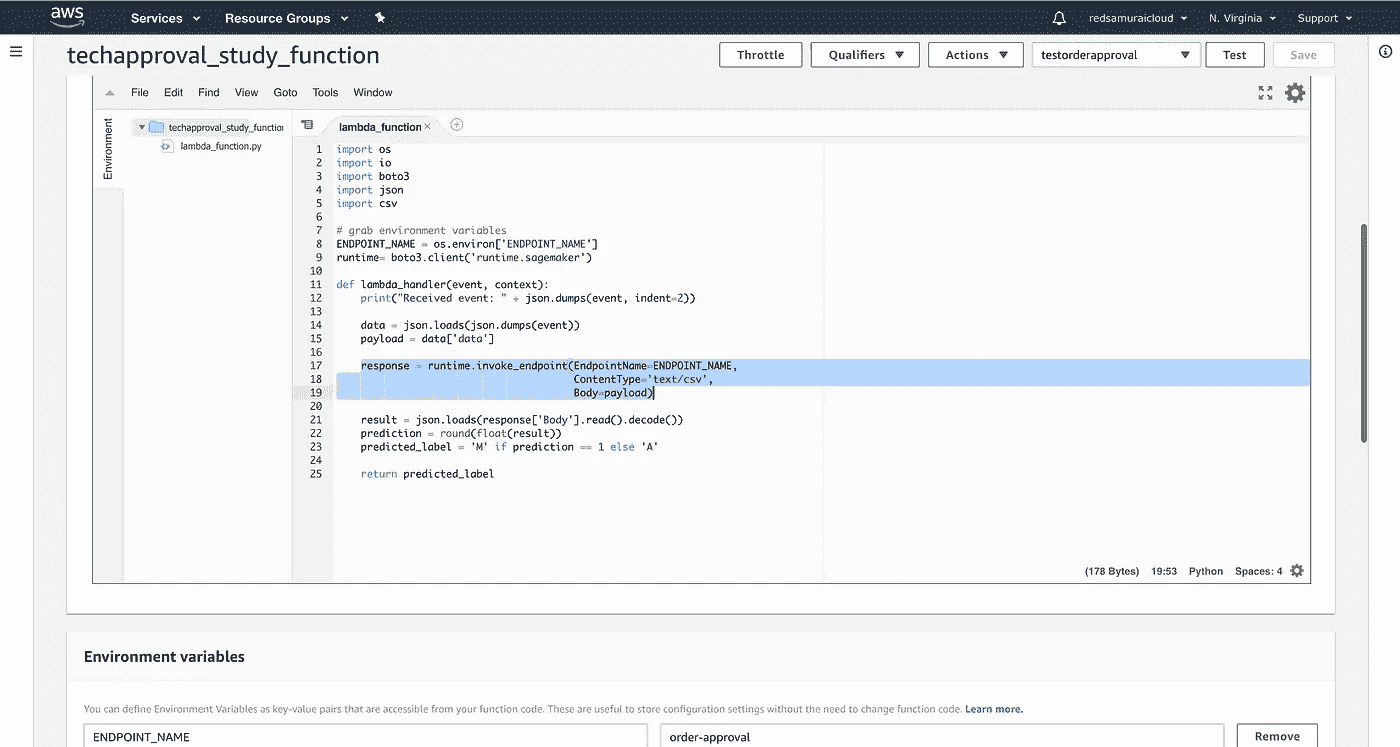 aws Services Resource Groups redsamuraicloud N. Virginia Support
techapproval_study_function Throttle Qualifiers Actions testorderapproval Test Save
File Edit Find View Goto Tools Window
Environment
techapproval_study_function
lambda_function.py
lambda_function ×
1 import os
2 import io
3 import boto3
4 import json
5 import csv
6
7 # grab environment variables
8 ENDPOINT_NAME = os.environ['ENDPOINT_NAME']
9 runtime= boto3.client('runtime.sagemaker')
10
11 def lambda_handler(event, context):
12     print("Received event: " + json.dumps(event, indent=2))
13
14     data = json.loads(json.dumps(event))
15     payload = data['data']
16
17     response = runtime.invoke_endpoint(EndpointName=ENDPOINT_NAME,
18                                        ContentType='text/csv',
19                                        Body=payload)
20
21     result = json.loads(response['Body'].read().decode())
22     prediction = round(float(result))
23     predicted_label = 'M' if prediction == 1 else 'A'
24
25     return predicted_label
(178 Bytes) 19:53 Python Spaces: 4
Environment variables
You can define Environment Variables as key-value pairs that are accessible from your function code. These are useful to store configuration settings without the need to change function code. Learn more.
ENDPOINT_NAME order-approval Remove